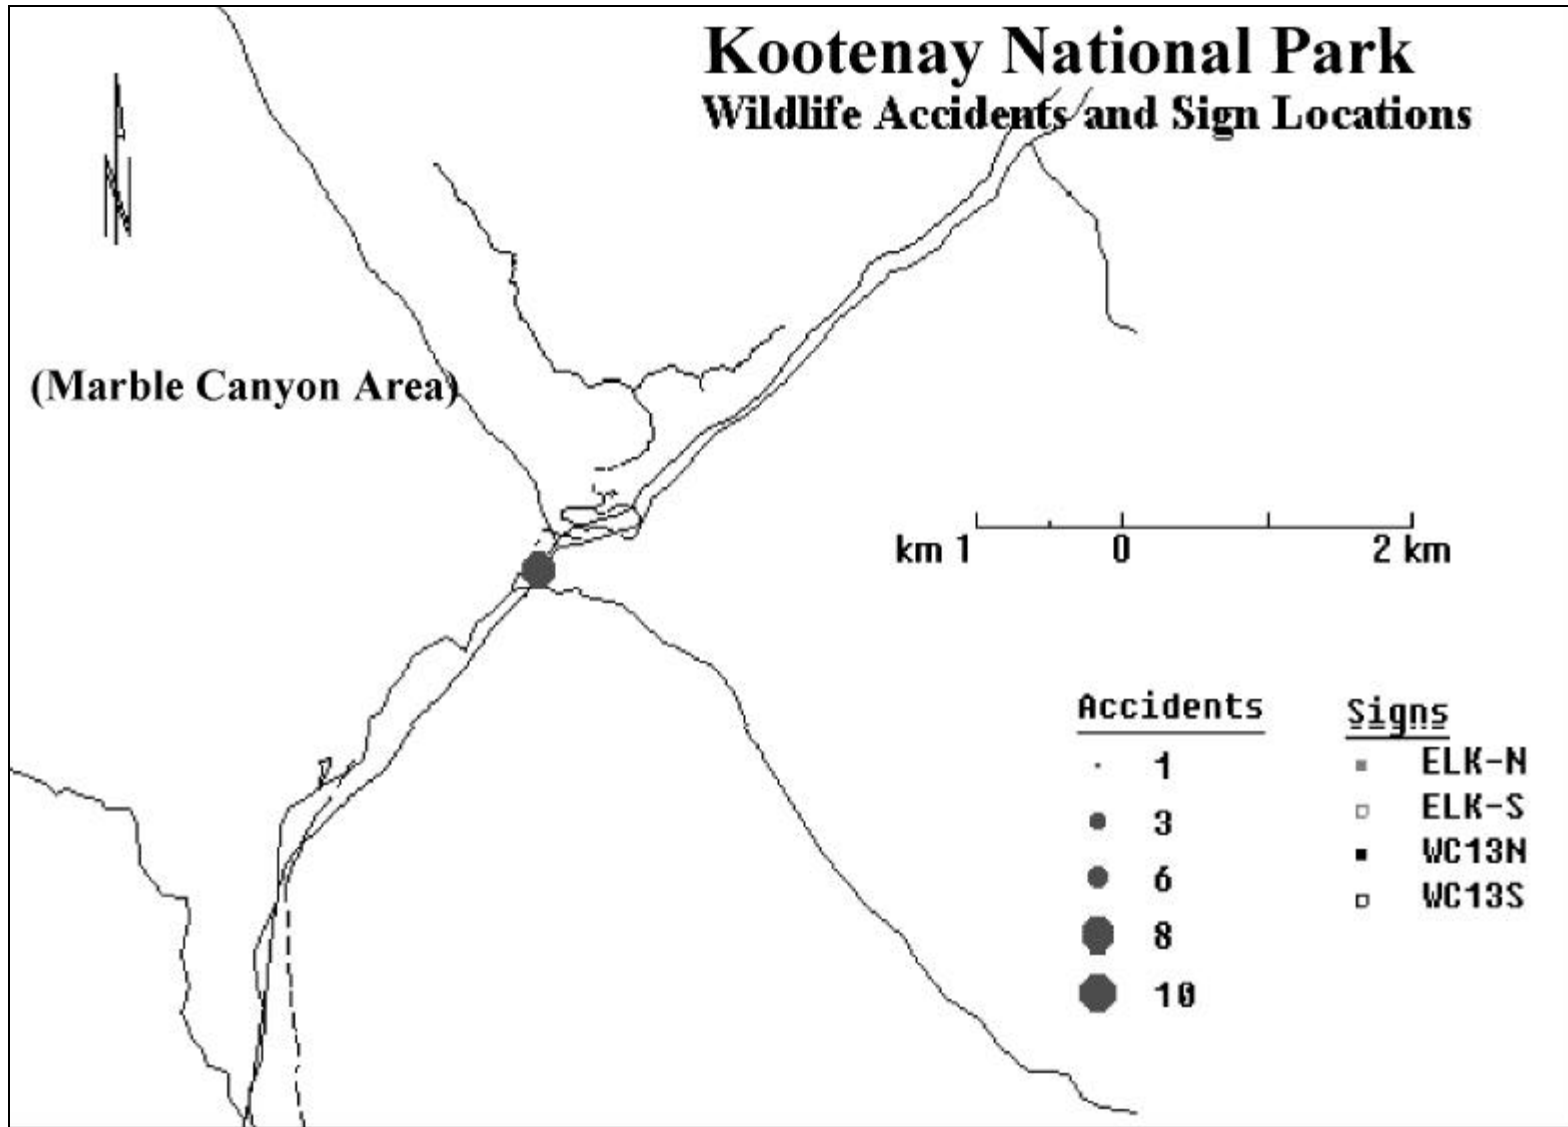 Kootenay National Park
Wildlife Accidents and Sign Locations
N
(Marble Canyon Area)
km 1 0 2 km
Accidents
1
3
6
8
10
Signs
ELK-N
ELK-S
WC13N
WC13S